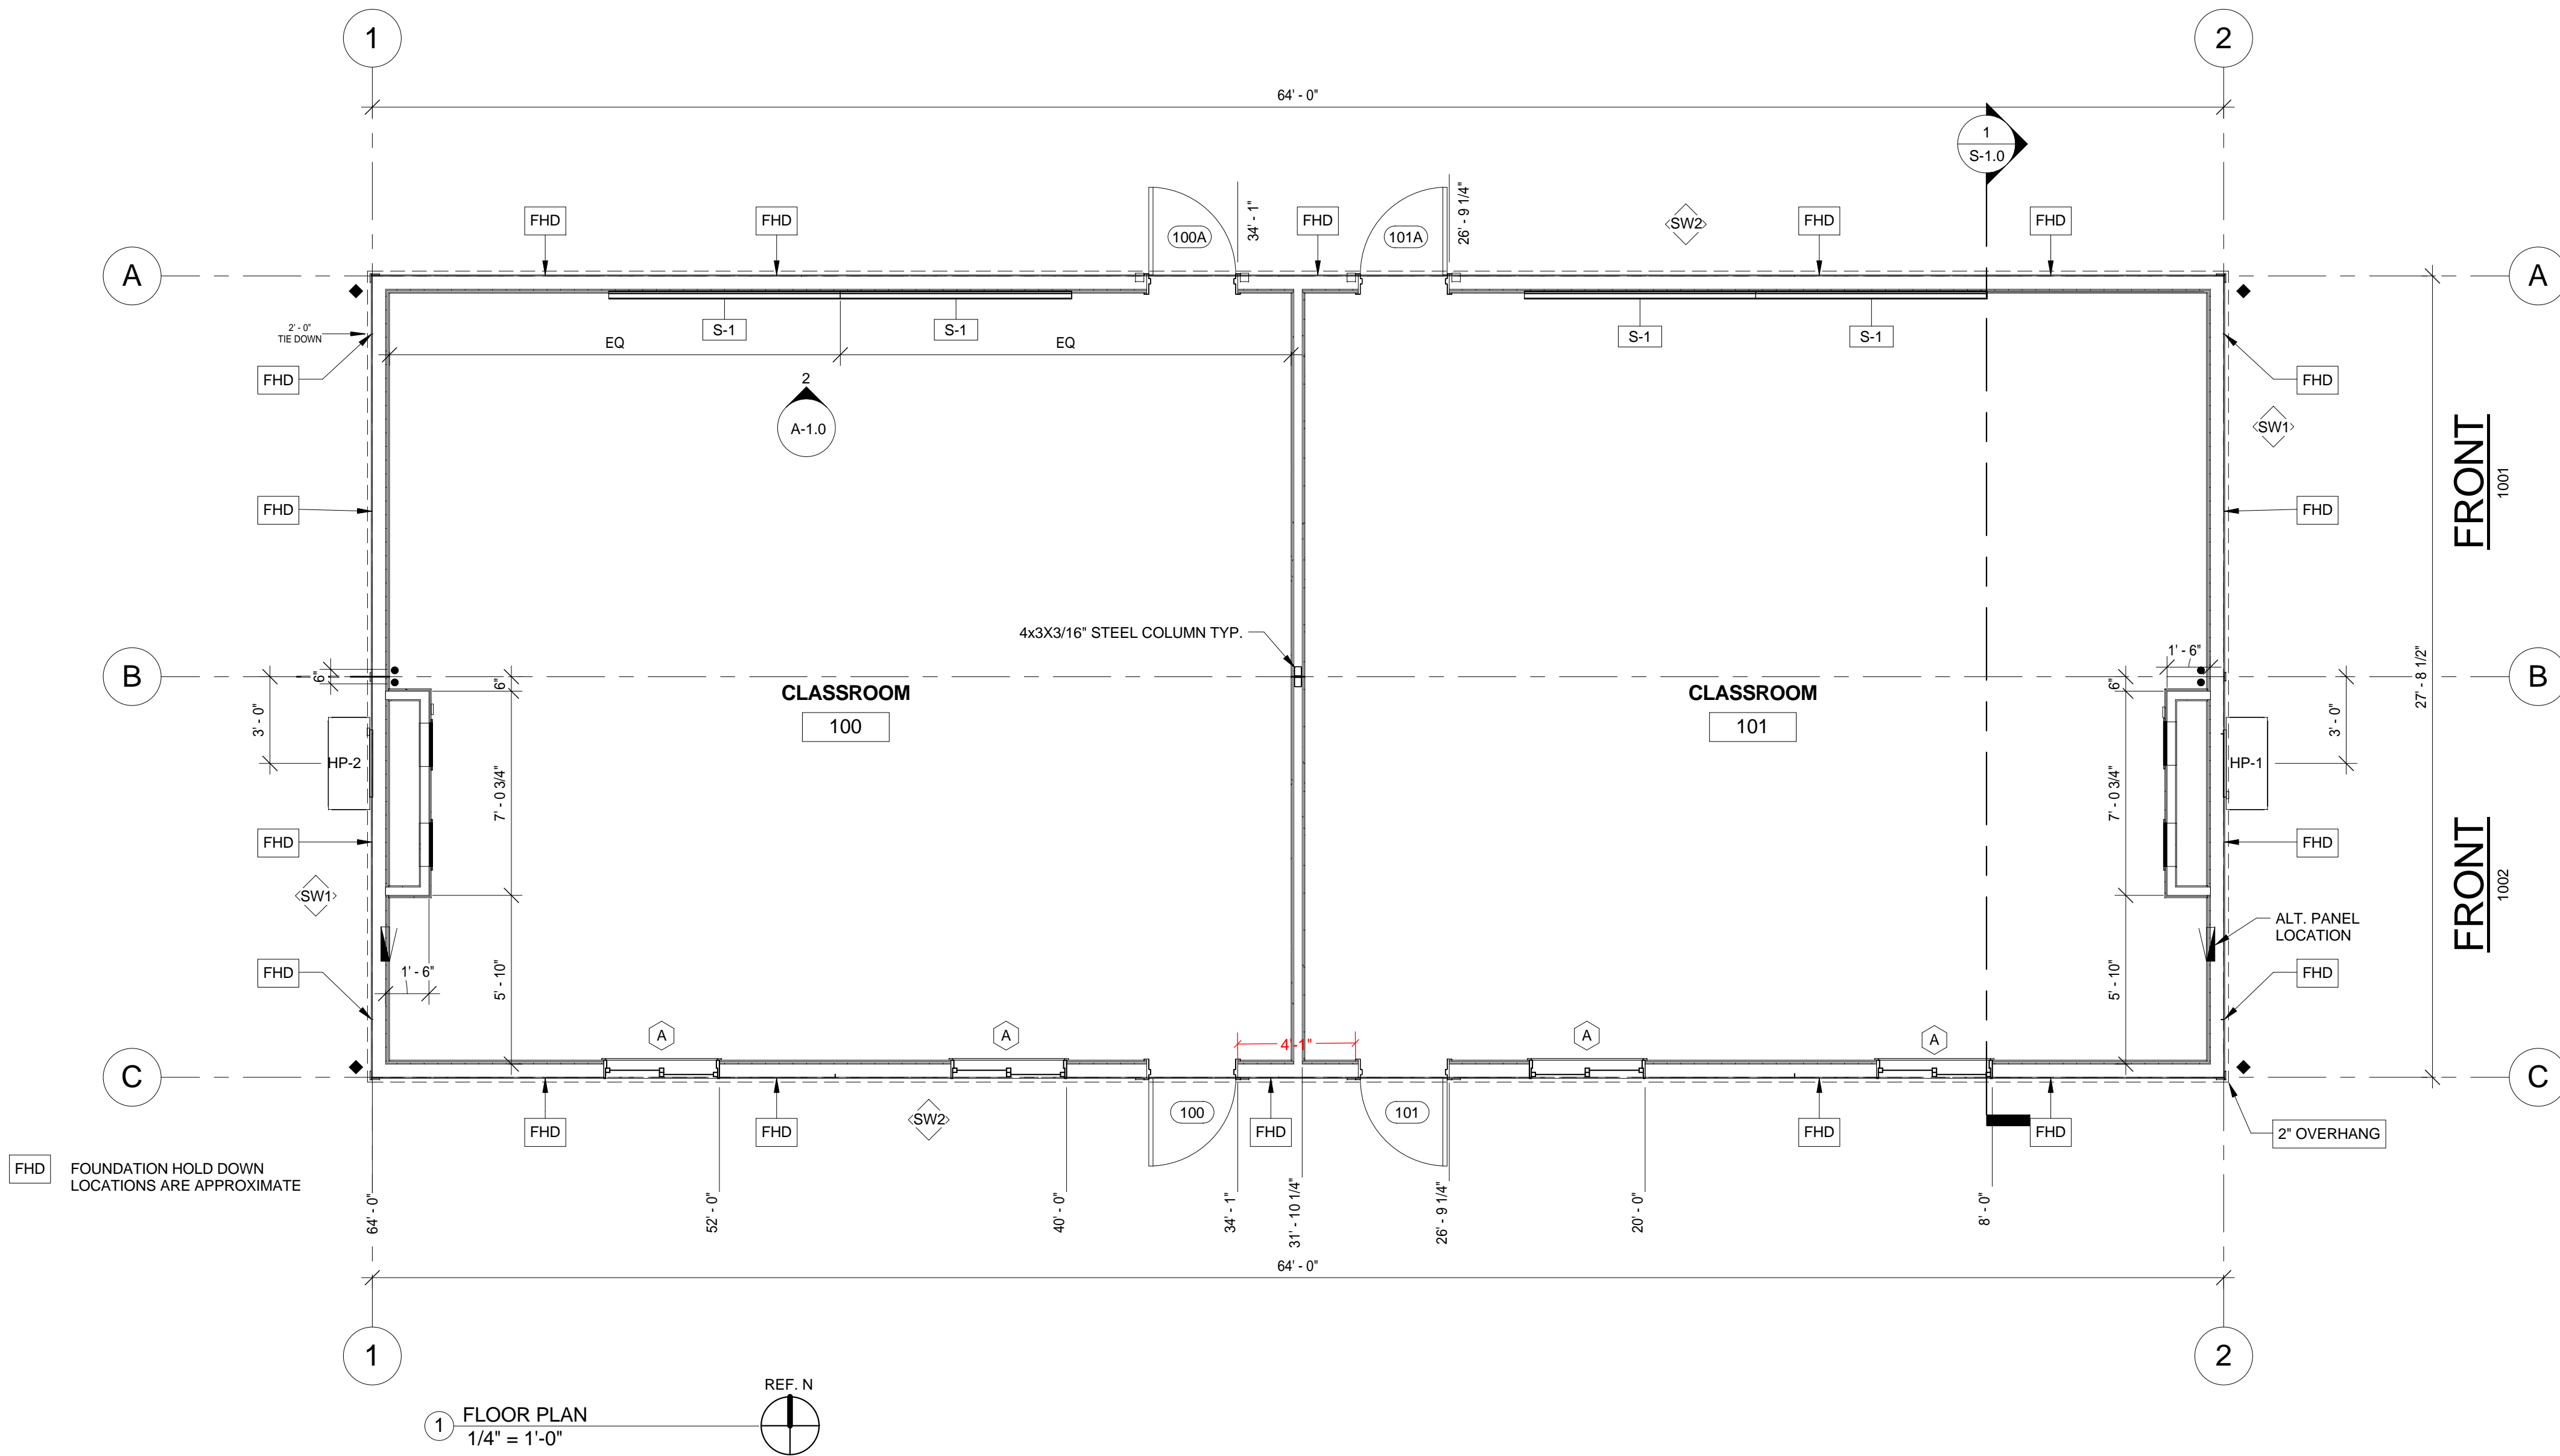 1
2
64' - 0"
1
S-1.0
FHD
FHD
100A
34' - 1"
FHD
101A
26' - 9 1/4"
SW2
FHD
FHD
A
A
2' - 0"
TIE DOWN
S-1
S-1
S-1
S-1
EQ
EQ
FHD
2
A-1.0
FHD
SW1
FRONT
1001
FHD
FHD
4x3X3/16" STEEL COLUMN TYP.
B
B
6"
6"
1' - 6"
6"
27' - 8 1/2"
CLASSROOM
100
CLASSROOM
101
3' - 0"
3' - 0"
HP-2
HP-1
7' - 0 3/4"
7' - 0 3/4"
FHD
FHD
FRONT
1002
SW1
ALT. PANEL
LOCATION
1' - 6"
5' - 10"
5' - 10"
FHD
FHD
A
A
A
A
4'-1"
C
C
100
101
FHD
FHD
SW2
FHD
FHD
FHD
2" OVERHANG
FHD
FOUNDATION HOLD DOWN
LOCATIONS ARE APPROXIMATE
64' - 0"
52' - 0"
40' - 0"
34' - 1"
31' - 10 1/4"
26' - 9 1/4"
20' - 0"
8' - 0"
64' - 0"
1
2
REF. N
1
FLOOR PLAN
1/4" = 1'-0"